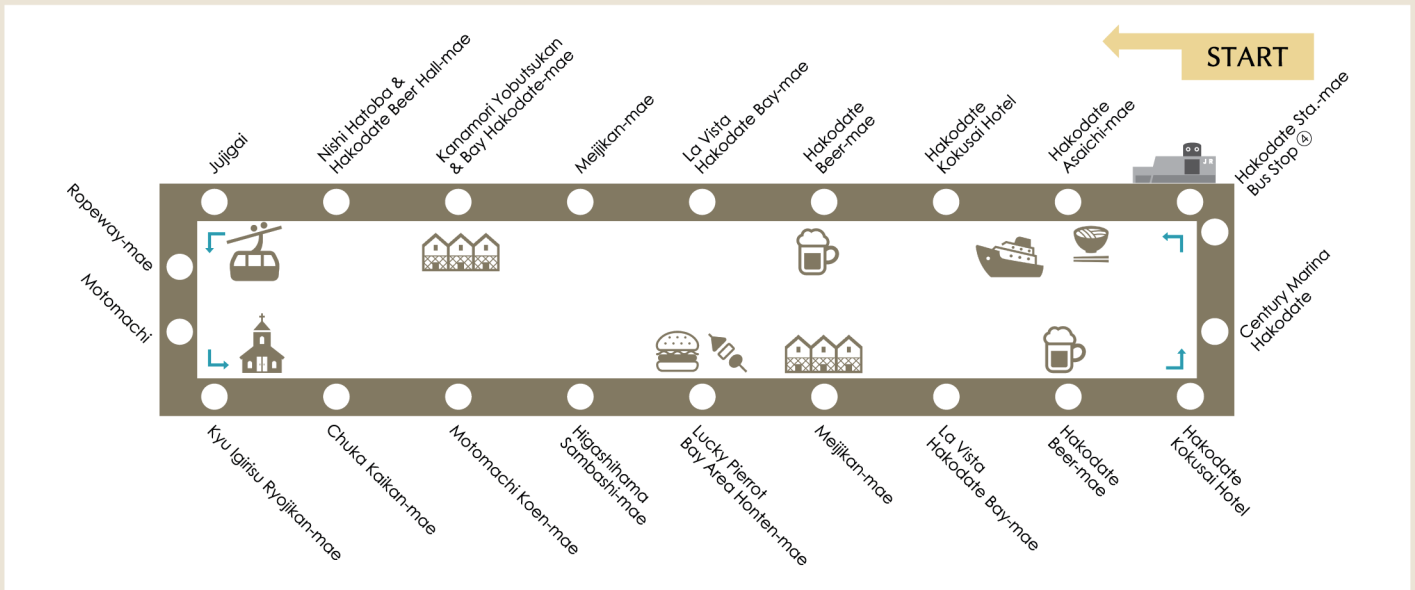 START
Hakodate Sta.-mae
Bus Stop ④
Hakodate
Asaichi-mae
Hakodate
Kokusai Hotel
Hakodate
Beer-mae
La Vista
Hakodate Bay-mae
Meijikan-mae
Kanamori Yobutsukan
& Bay Hakodate-mae
Nishi Hatoba &
Hakodate Beer Hall-mae
Jujigai
Ropeway-mae
Motomachi
Kyu Igirisu Ryojikan-mae
Chuka Kaikan-mae
Motomachi Koen-mae
Higashihama
Sambashi-mae
Lucky Pierrot
Bay Area Honten-mae
Meijikan-mae
La Vista
Hakodate Bay-mae
Hakodate
Beer-mae
Hakodate
Kokusai Hotel
Century Marina
Hakodate
JR